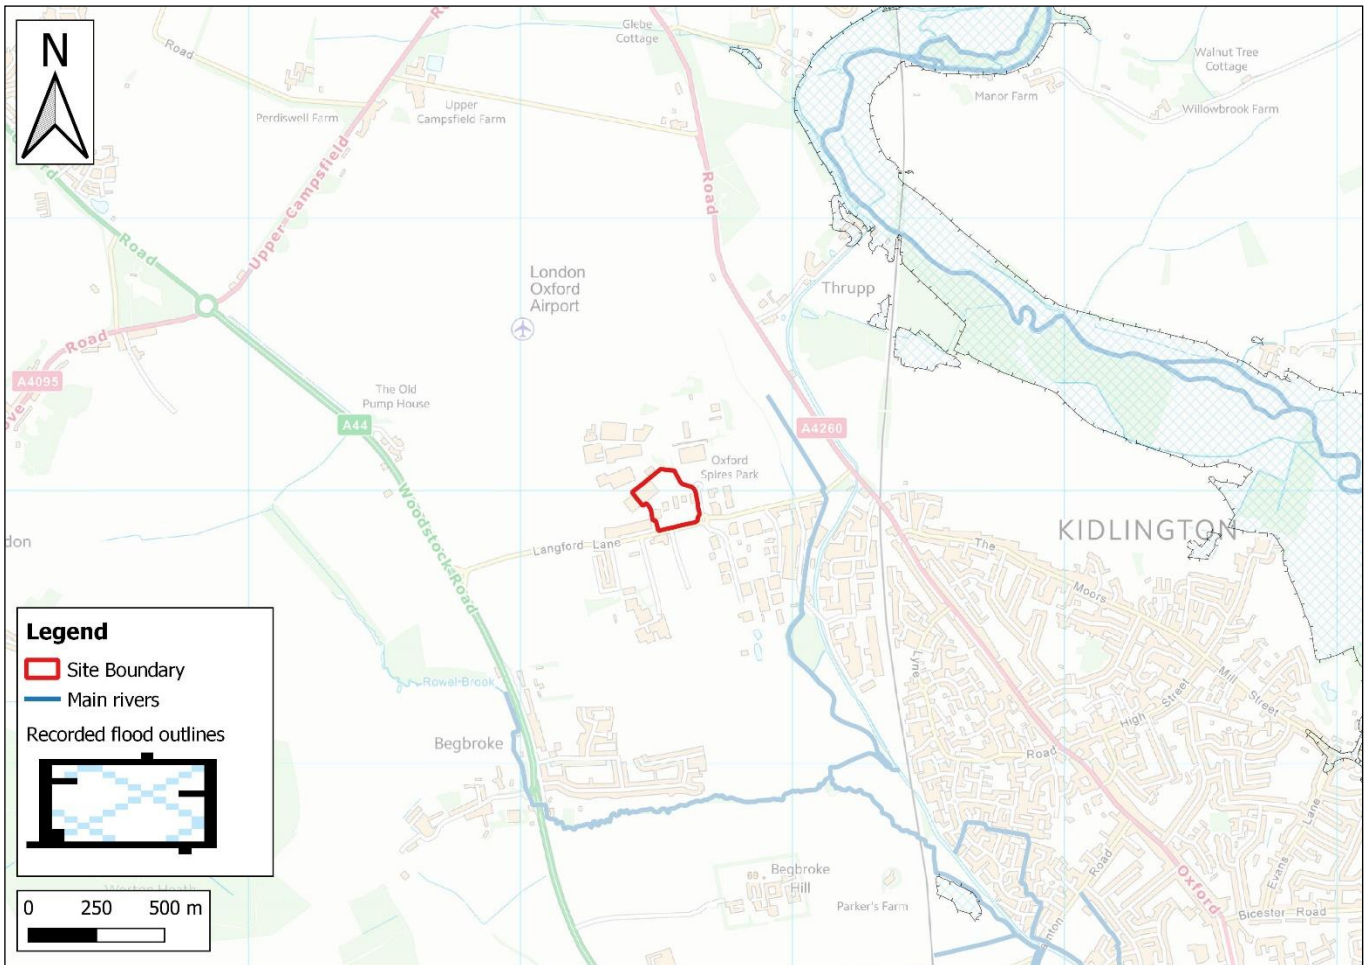 N
Road
Glebe
Cottage
Walnut Tree
Cottage
Manor Farm
Willowbrook Farm
Perdiswell Farm
Upper
Campsfield Farm
Upper Campsfield
Road
Road
Road
London
Oxford
Airport
Thrupp
A4095
The Old
Pump House
A44
A4260
Oxford
Spires Park
Woodstock Road
Langford Lane
KIDLINGTON
The
Moors
Lyne
High Street
Mill Street
Road
Rowel Brook
Begbroke
Evans Lane
Road
Oxford
Bicester Road
69
Begbroke
Hill
Parker's Farm
Legend
Site Boundary
Main rivers
Recorded flood outlines
0 250 500 m